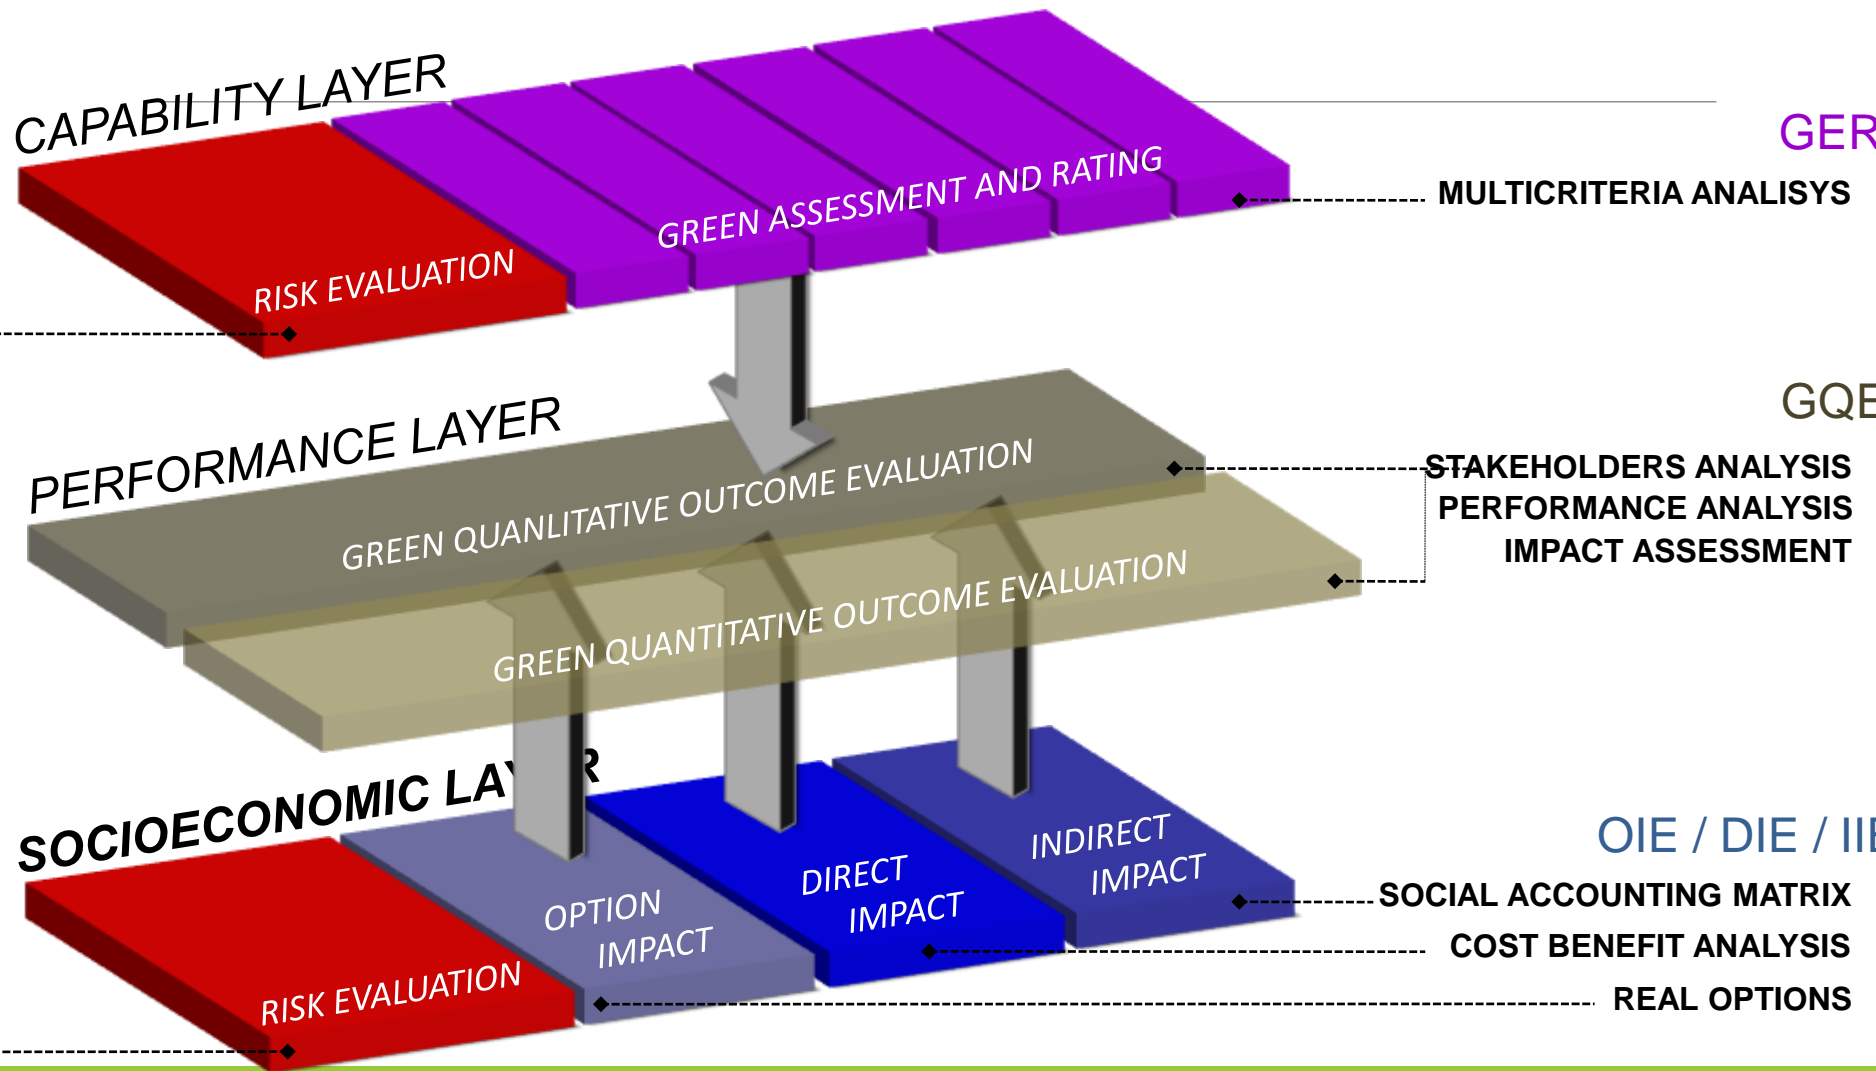 CAPABILITY LAYER
GER
MULTICRITERIA ANALISYS
GREEN ASSESSMENT AND RATING
RISK EVALUATION
PERFORMANCE LAYER
GQE
STAKEHOLDERS ANALYSIS
PERFORMANCE ANALYSIS
IMPACT ASSESSMENT
GREEN QUANLITATIVE OUTCOME EVALUATION
GREEN QUANTITATIVE OUTCOME EVALUATION
SOCIOECONOMIC LAYER
OIE / DIE / IIE
SOCIAL ACCOUNTING MATRIX
COST BENEFIT ANALYSIS
REAL OPTIONS
INDIRECT
IMPACT
DIRECT
IMPACT
OPTION
IMPACT
RISK EVALUATION